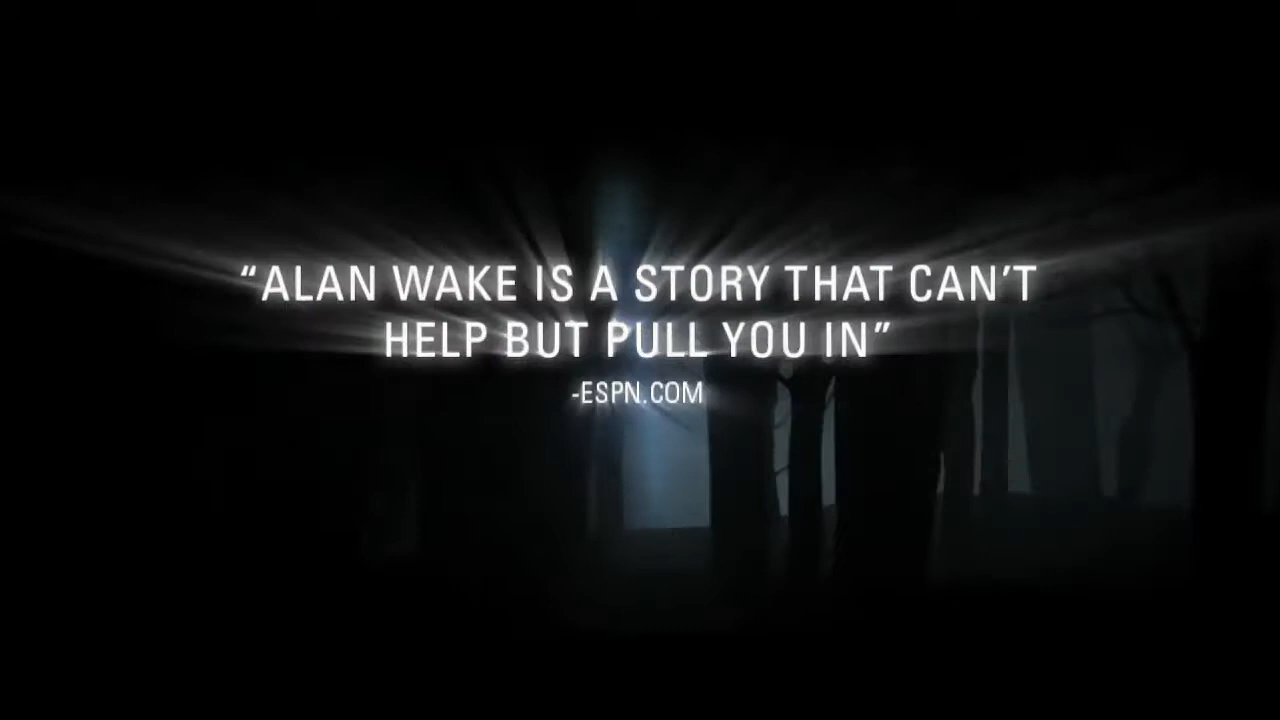 “ALAN WAKE IS A STORY THAT CAN’T
HELP BUT PULL YOU IN”
-ESPN.COM